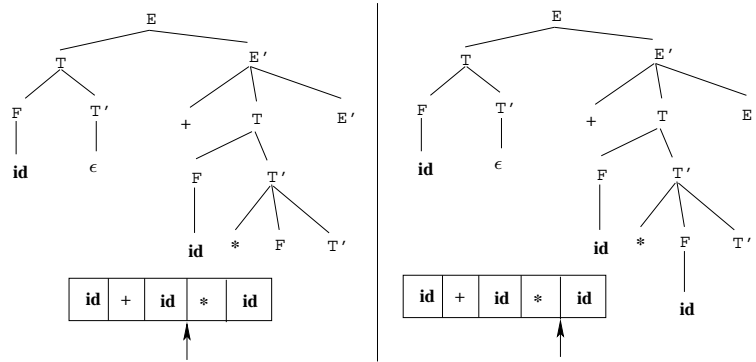 E
T E'
F T' + T E'
id ϵ F T'
id * F T'
id + id * id
E
T E'
F T' + T E
id ϵ F T'
id * F T'
id
id + id * id